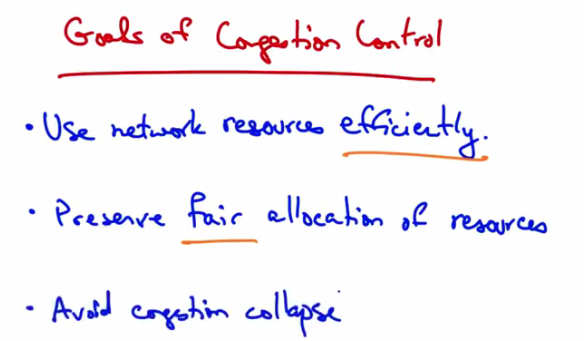 Goals of Congestion Control
• Use network resources efficiently.
• Preserve fair allocation of resources
• Avoid congestion collapse